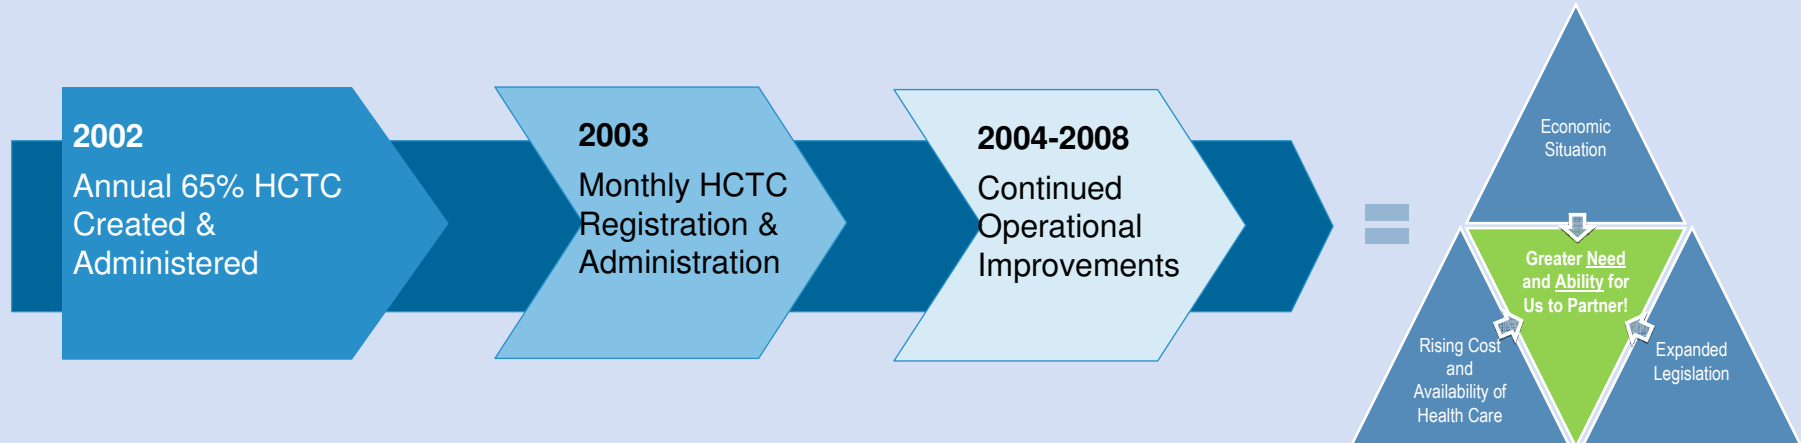 2002
Annual 65% HCTC
Created &
Administered
2003
Monthly HCTC
Registration &
Administration
2004-2008
Continued
Operational
Improvements
Economic
Situation
Greater Need
and Ability for
Us to Partner!
Rising Cost
and
Availability of
Health Care
Expanded
Legislation